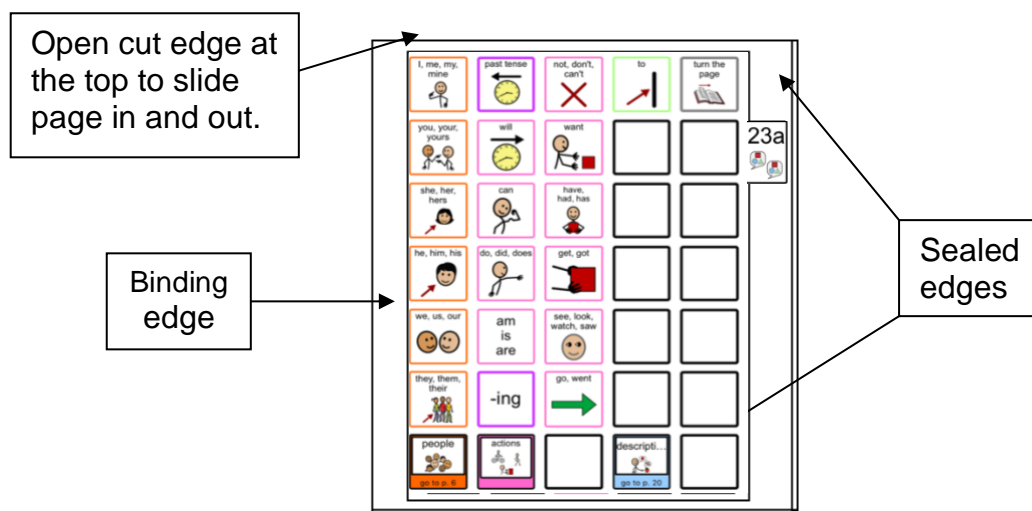 Open cut edge at
the top to slide
page in and out.
I, me, my,
mine
past tense
not, don't,
can't
to
turn the
page
you, your,
yours
will
want
23a
she, her,
hers
can
have,
had, has
he, him, his
do, did, does
get, got
Binding
edge
Sealed
edges
we, us, our
am
is
are
see, look,
watch, saw
they, them,
their
-ing
go, went
people
go to p. 6
actions
descripti...
go to p. 20